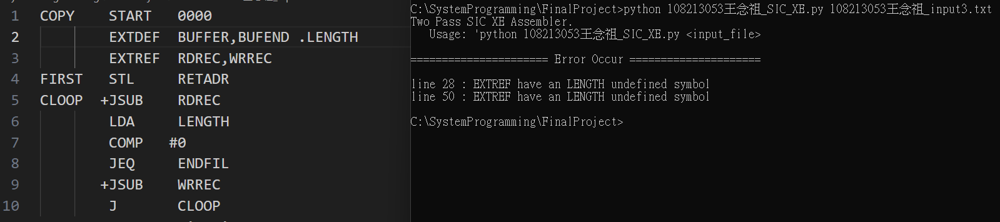 1 COPY START 0000
2 EXTDEF BUFFER,BUFEND .LENGTH
3 EXTREF RDREC,WRREC
4 FIRST STL RETADR
5 CLOOP +JSUB RDREC
6 LDA LENGTH
7 COMP #0
8 JEQ ENDFIL
9 +JSUB WRREC
10 J CLOOP
C:\SystemProgramming\FinalProject>python 108213053王念祖_SIC_XE.py 108213053王念祖_input3.txt
Two Pass SIC XE Assembler.
Usage: 'python 108213053王念祖_SIC_XE.py <input_file>
====================== Error Occur =====================
line 28 : EXTREF have an LENGTH undefined symbol
line 50 : EXTREF have an LENGTH undefined symbol
C:\SystemProgramming\FinalProject>